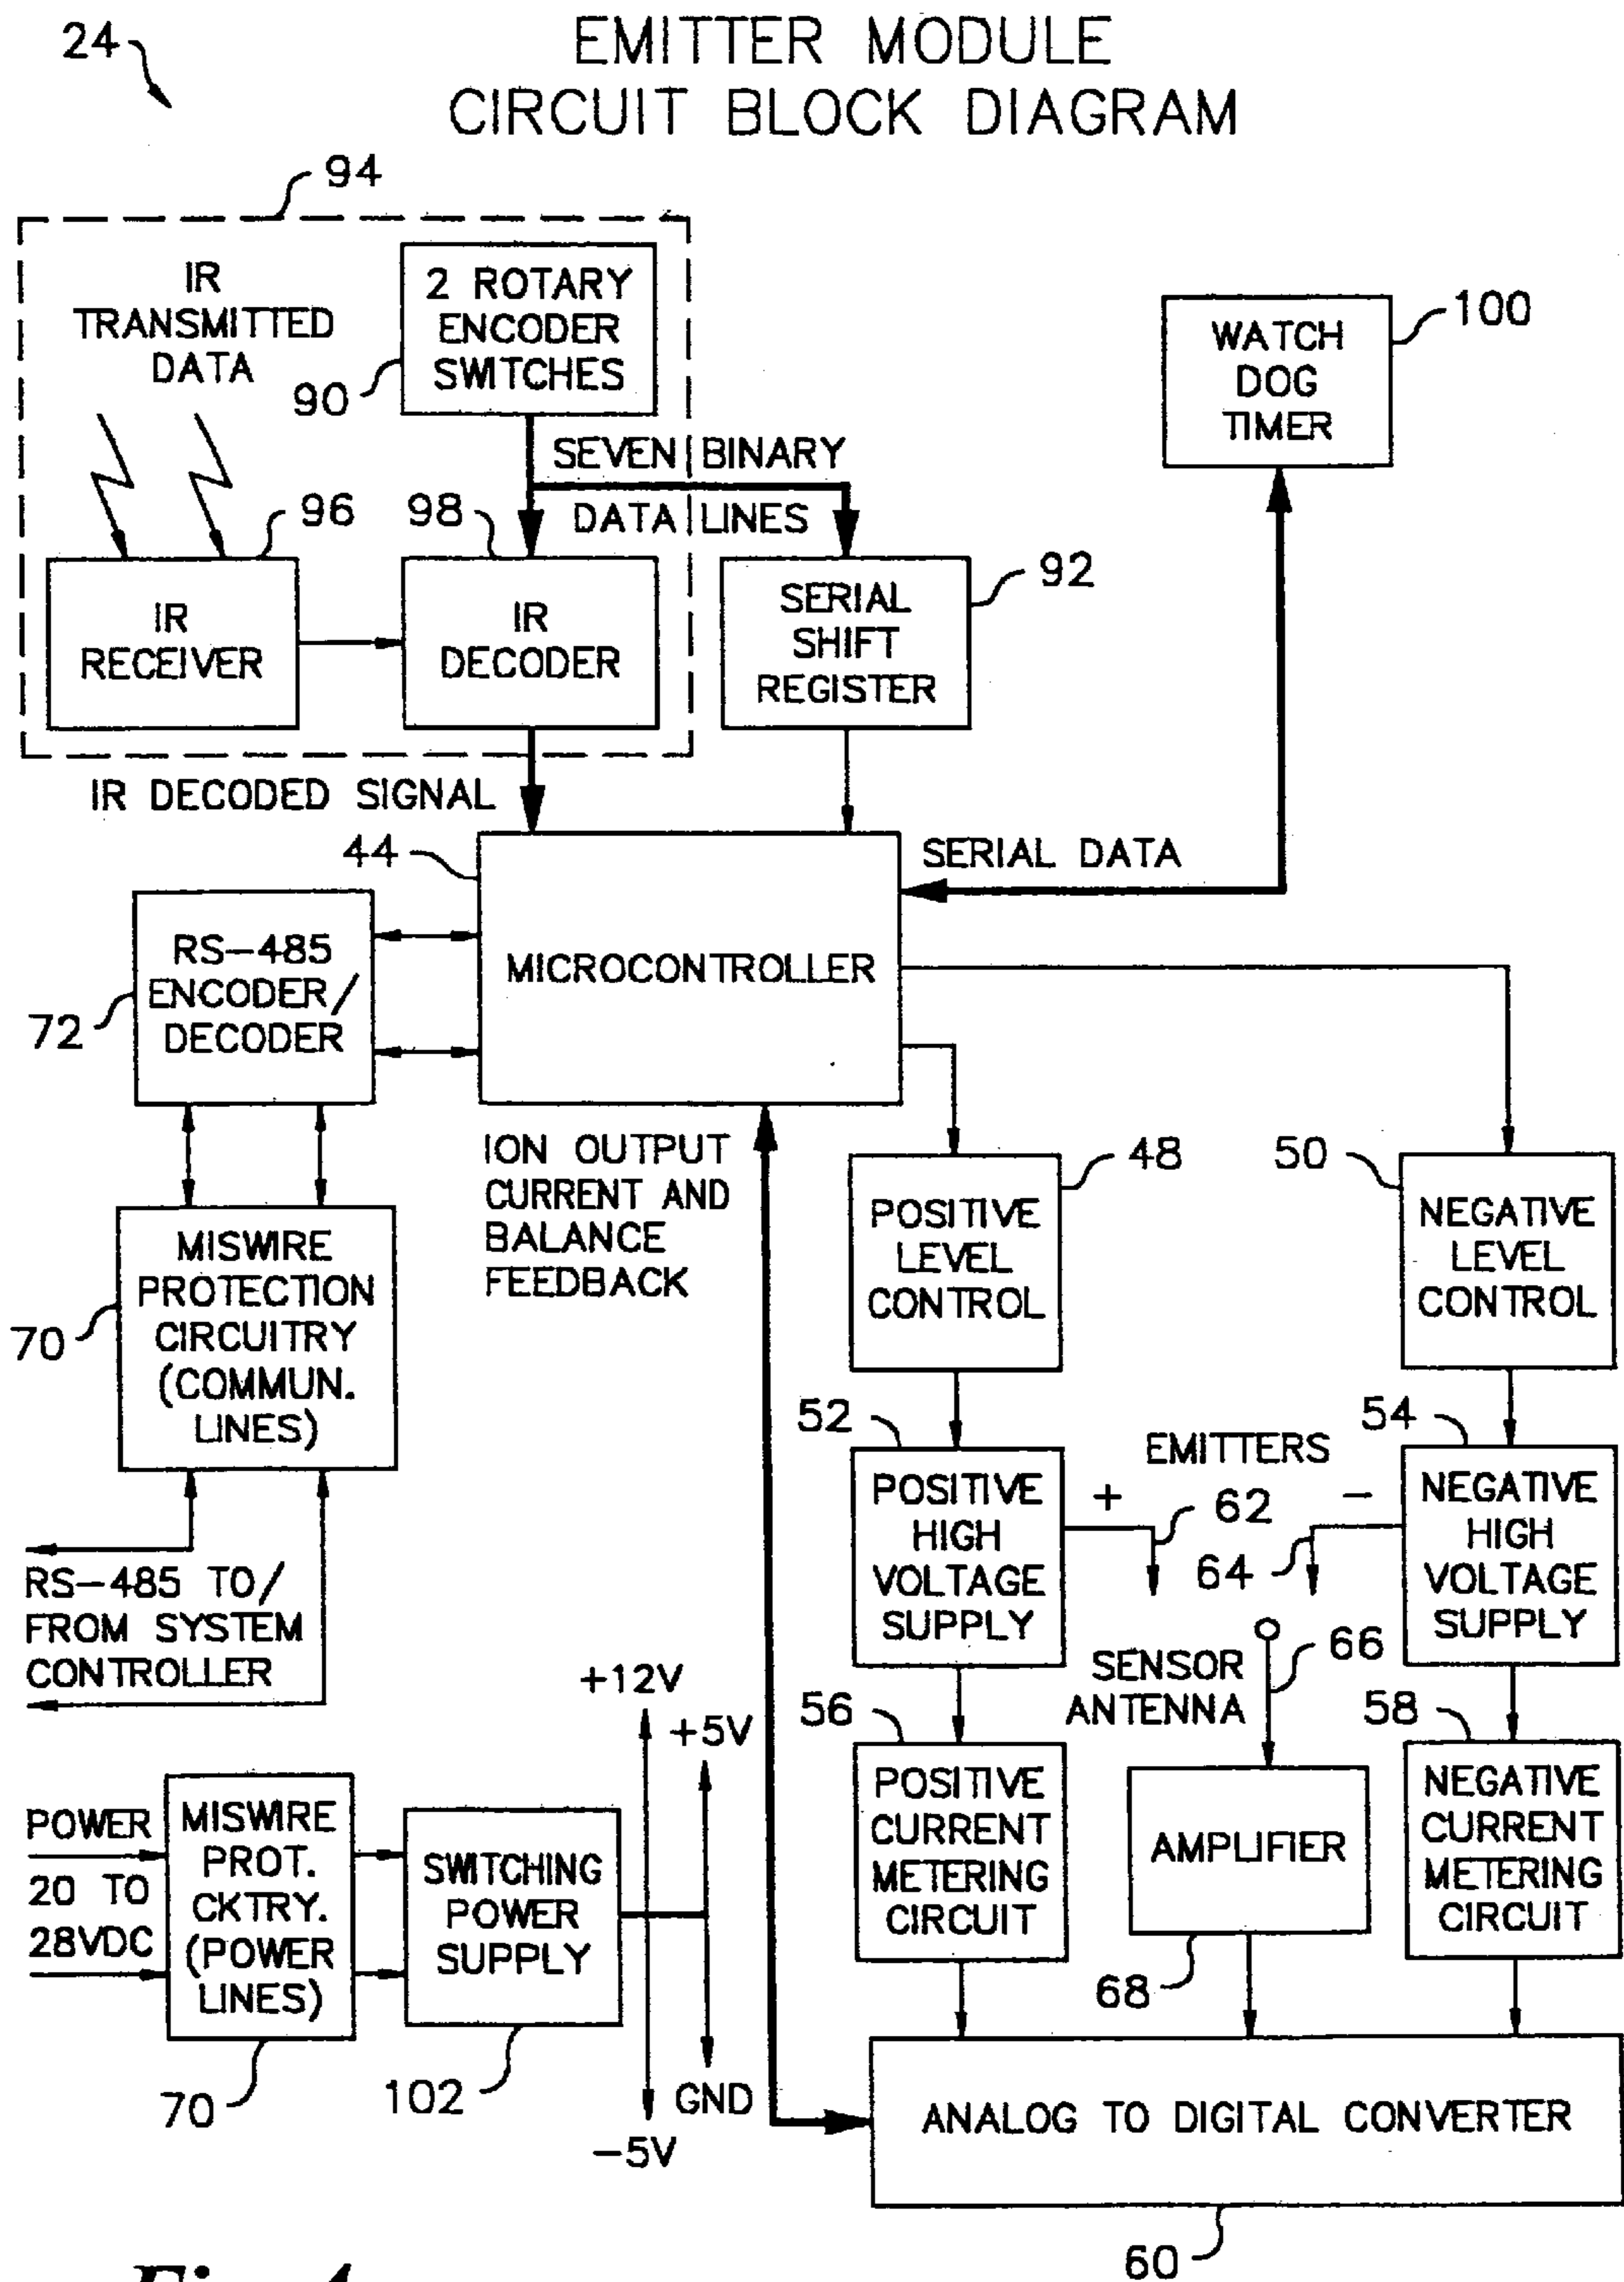 24
EMITTER MODULE
CIRCUIT BLOCK DIAGRAM
94
IR
TRANSMITTED
DATA
2 ROTARY
ENCODER
SWITCHES
90
WATCH
DOG
TIMER
100
SEVEN BINARY
DATA LINES
96
98
IR
RECEIVER
IR
DECODER
SERIAL
SHIFT
REGISTER
92
IR DECODED SIGNAL
44
SERIAL DATA
MICROCONTROLLER
RS-485
ENCODER/
DECODER
72
ION OUTPUT
CURRENT AND
BALANCE
FEEDBACK
MISWIRE
PROTECTION
CIRCUITRY
(COMMUN.
LINES)
70
POSITIVE
LEVEL
CONTROL
48
50
NEGATIVE
LEVEL
CONTROL
52
POSITIVE
HIGH
VOLTAGE
SUPPLY
EMITTERS
+
62
-
64
54
NEGATIVE
HIGH
VOLTAGE
SUPPLY
RS-485 TO/
FROM SYSTEM
CONTROLLER
SENSOR
ANTENNA
66
56
POSITIVE
CURRENT
METERING
CIRCUIT
AMPLIFIER
68
58
NEGATIVE
CURRENT
METERING
CIRCUIT
POWER
20 TO
28VDC
MISWIRE
PROT.
CKTRY.
(POWER
LINES)
70
SWITCHING
POWER
SUPPLY
102
+12V
+5V
GND
-5V
ANALOG TO DIGITAL CONVERTER
60